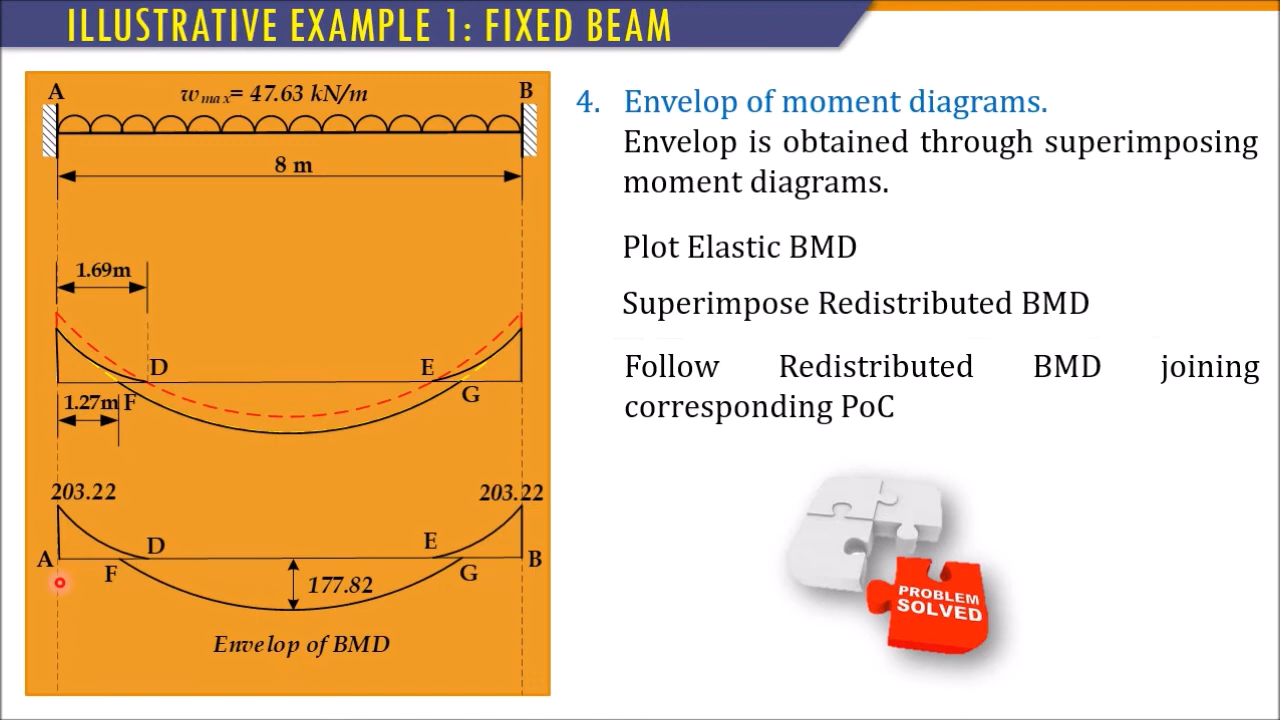 ILLUSTRATIVE EXAMPLE 1: FIXED BEAM
A
wmax= 47.63 kN/m
B
8 m
1.69m
D
E
1.27m
F
G
203.22
203.22
A
D
E
B
F
G
177.82
Envelop of BMD
4. Envelop of moment diagrams.
Envelop is obtained through superimposing
moment diagrams.
Plot Elastic BMD
Superimpose Redistributed BMD
Follow Redistributed BMD joining
corresponding PoC
PROBLEM
SOLVED